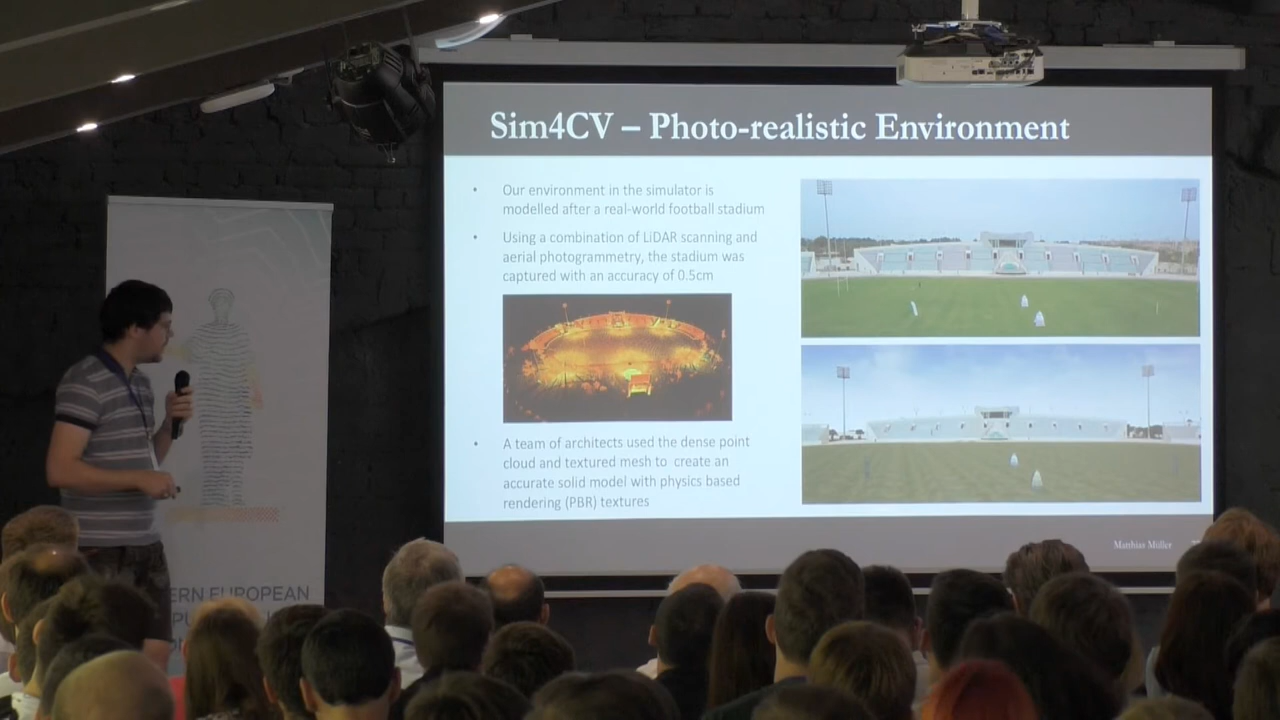 Sim4CV – Photo-realistic Environment
• Our environment in the simulator is
modelled after a real-world football stadium
• Using a combination of LiDAR scanning and
aerial photogrammetry, the stadium was
captured with an accuracy of 0.5cm
• A team of architects used the dense point
cloud and textured mesh to create an
accurate solid model with physics based
rendering (PBR) textures
Matthias Müller
ERN EUROPEAN